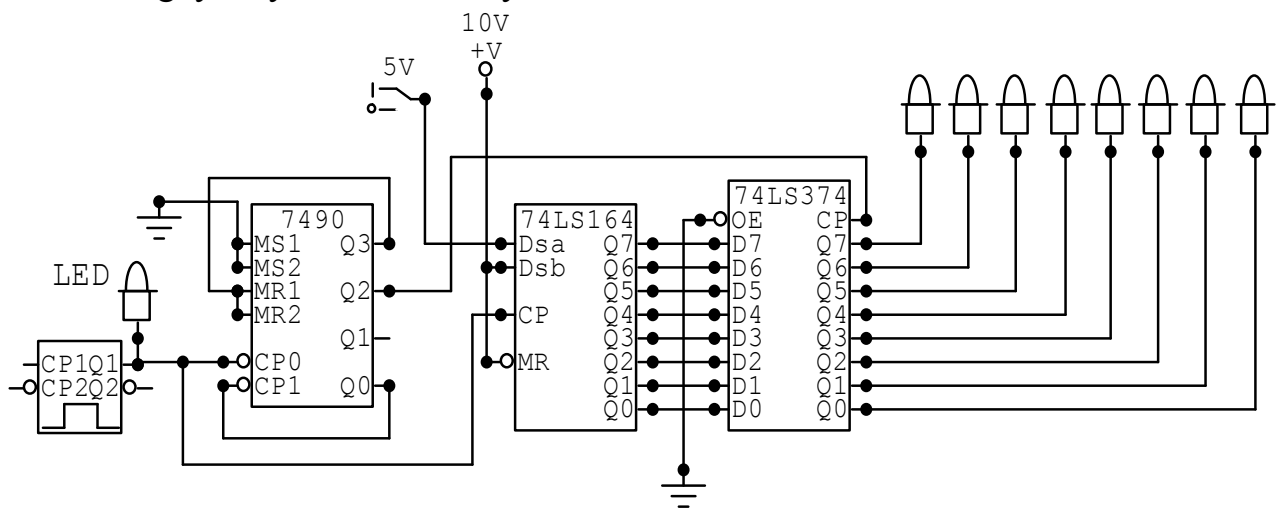 10V
+V
5V
LED
CP1Q1
CP2Q2
7490
MS1 Q3
MS2
MR1 Q2
MR2
Q1
CP0
CP1 Q0
74LS164
Dsa Q7
Dsb Q6
Q5
CP Q4
Q3
MR Q2
Q1
Q0
74LS374
OE CP
D7 Q7
D6 Q6
D5 Q5
D4 Q4
D3 Q3
D2 Q2
D1 Q1
D0 Q0